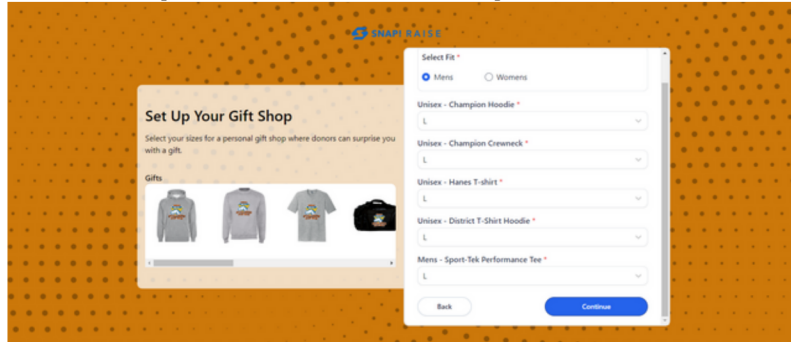 SNAP! RAISE
Select Fit *
Mens
Womens
Unisex - Champion Hoodie *
L
Unisex - Champion Crewneck *
L
Unisex - Hanes T-shirt *
L
Unisex - District T-Shirt Hoodie *
L
Mens - Sport-Tek Performance Tee *
L
Back
Continue
Set Up Your Gift Shop
Select your sizes for a personal gift shop where donors can surprise you
with a gift.
Gifts